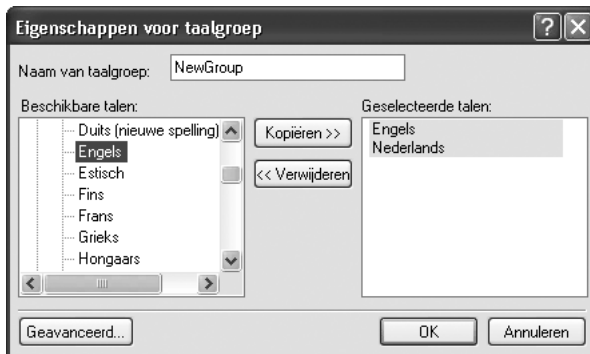 Eigenschappen voor taalgroep
Naam van taalgroep: NewGroup
Beschikbare talen:
Duits (nieuwe spelling)
Engels
Estisch
Fins
Frans
Grieks
Hongaars
Kopiëren >>
<< Verwijderen
Geselecteerde talen:
Engels
Nederlands
Geavanceerd...
OK
Annuleren